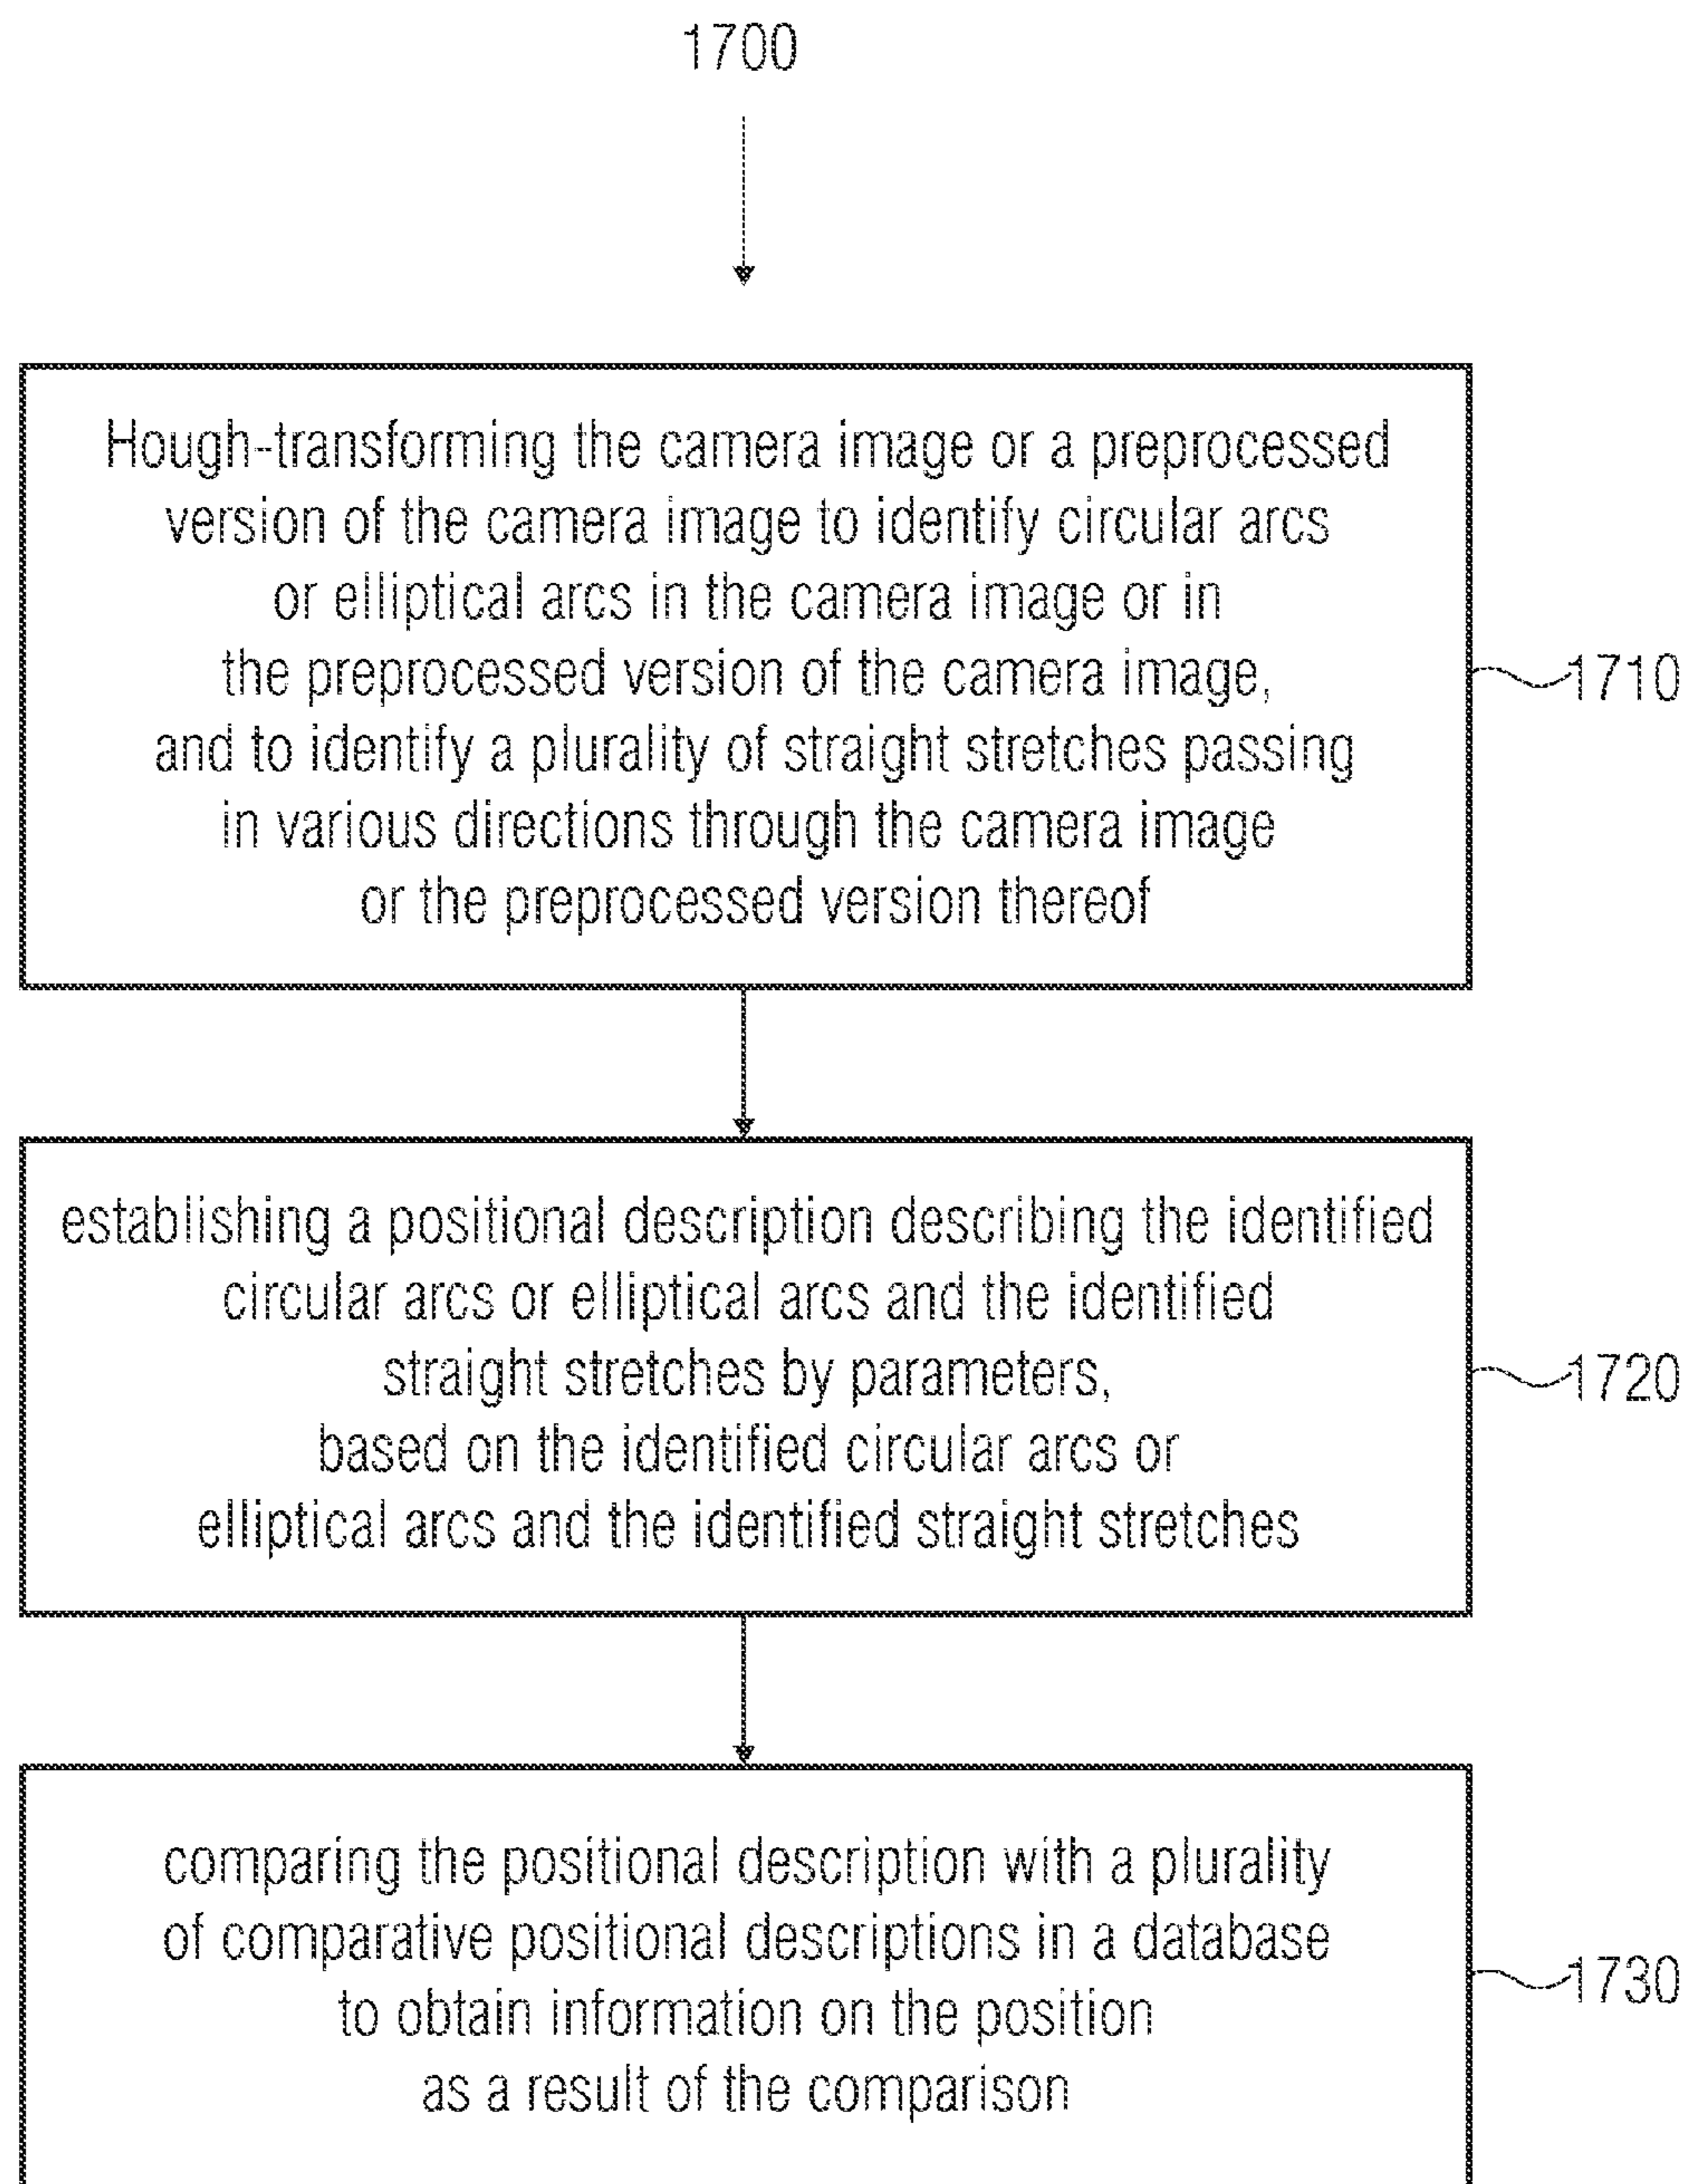 1700
Hough-transforming the camera image or a preprocessed
version of the camera image to identify circular arcs
or elliptical arcs in the camera image or in
the preprocessed version of the camera image,
and to identify a plurality of straight stretches passing
in various directions through the camera image
or the preprocessed version thereof
1710
establishing a positional description describing the identified
circular arcs or elliptical arcs and the identified
straight stretches by parameters,
based on the identified circular arcs or
elliptical arcs and the identified straight stretches
1720
comparing the positional description with a plurality
of comparative positional descriptions in a database
to obtain information on the position
as a result of the comparison
1730